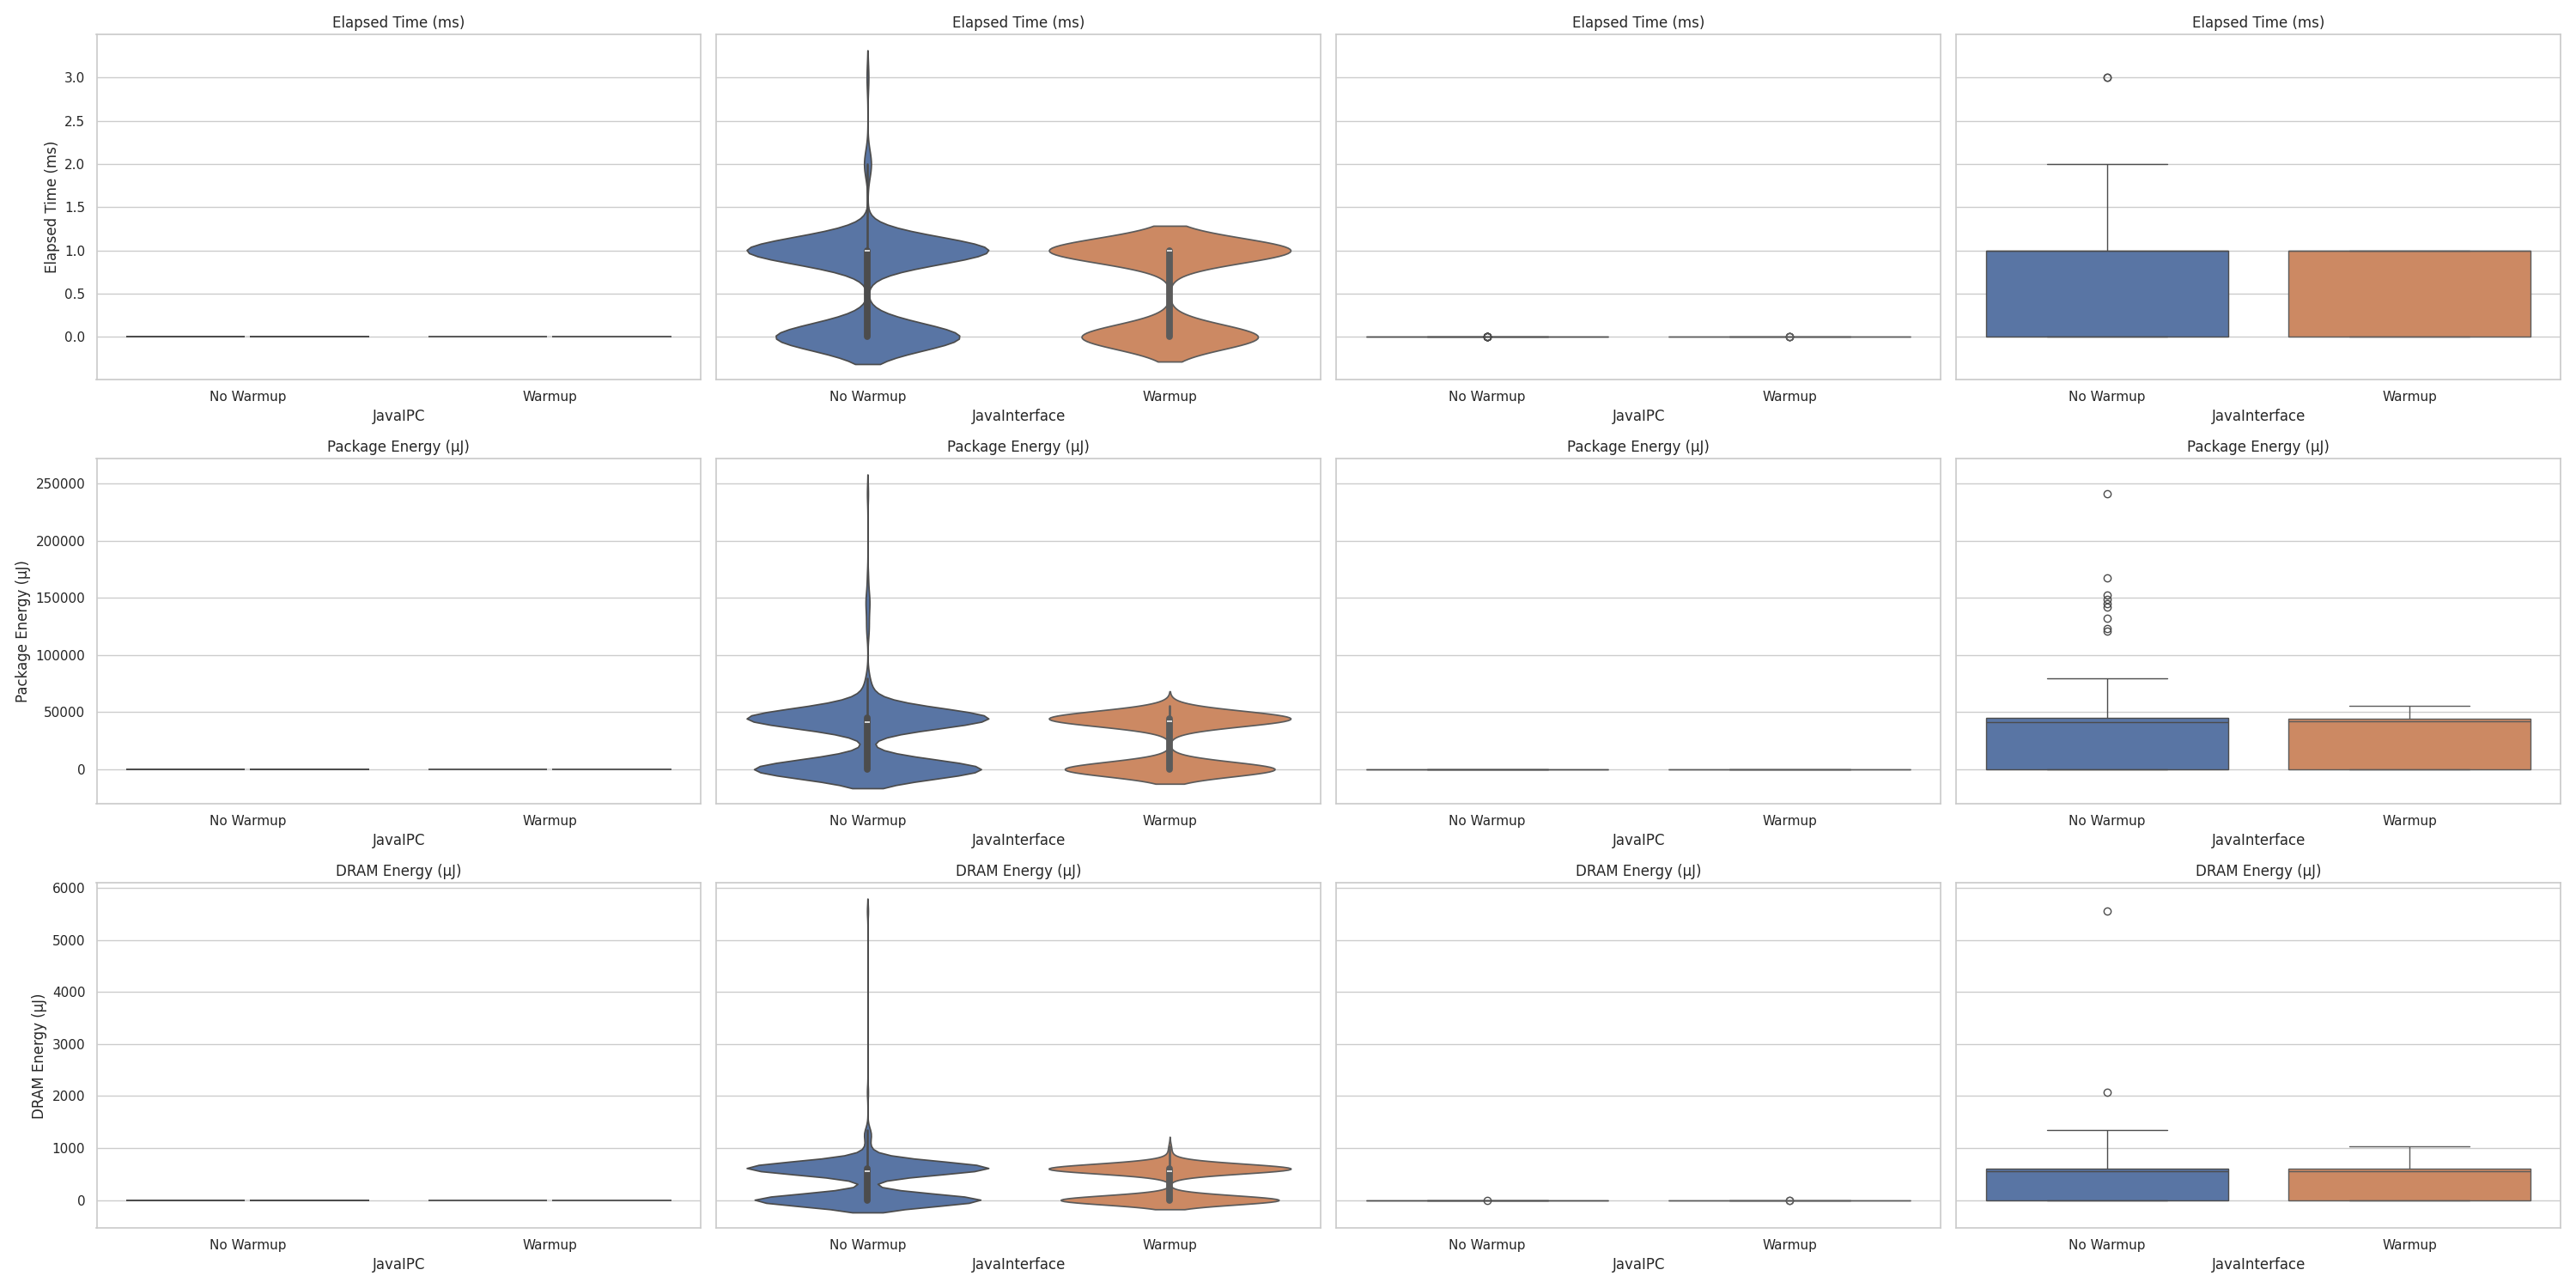 Elapsed Time (ms)
Elapsed Time (ms)
Elapsed Time (ms)
Elapsed Time (ms)
Elapsed Time (ms)
3.0
2.5
2.0
1.5
1.0
0.5
0.0
No Warmup
Warmup
No Warmup
Warmup
No Warmup
Warmup
No Warmup
Warmup
JavaIPC
JavaInterface
JavaIPC
JavaInterface
Package Energy (μJ)
Package Energy (μJ)
Package Energy (μJ)
Package Energy (μJ)
Package Energy (μJ)
250000
200000
150000
100000
50000
0
No Warmup
Warmup
No Warmup
Warmup
No Warmup
Warmup
No Warmup
Warmup
JavaIPC
JavaInterface
JavaIPC
JavaInterface
DRAM Energy (μJ)
DRAM Energy (μJ)
DRAM Energy (μJ)
DRAM Energy (μJ)
DRAM Energy (μJ)
6000
5000
4000
3000
2000
1000
0
No Warmup
Warmup
No Warmup
Warmup
No Warmup
Warmup
No Warmup
Warmup
JavaIPC
JavaInterface
JavaIPC
JavaInterface